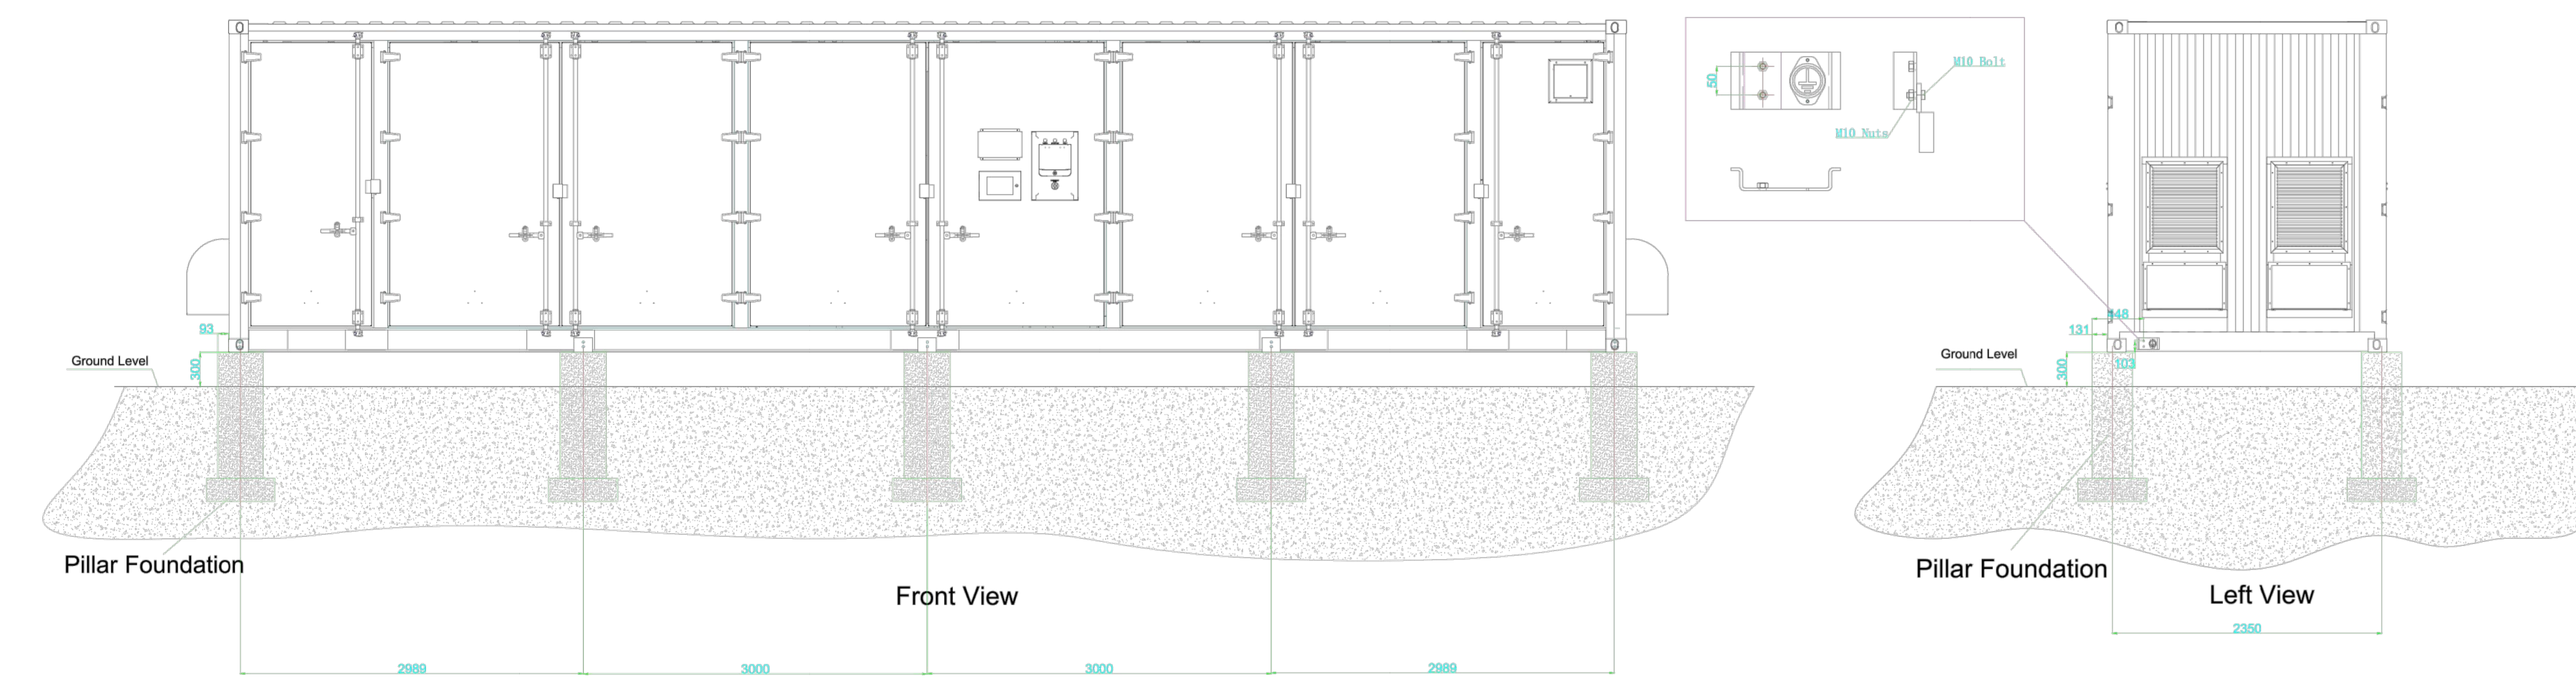 50
M10 Bolt
M10 Nuts
93
Ground Level
300
148
131
Ground Level
300
103
Pillar Foundation
Front View
Pillar Foundation
Left View
2989
3000
3000
2989
2350